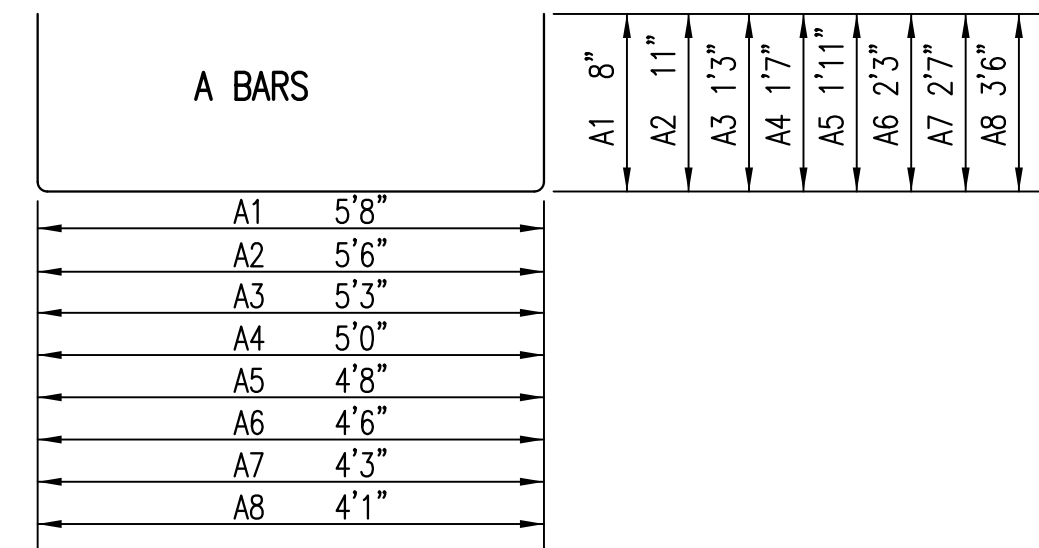 A BARS
A1 8”
A2 11”
A3 1’3”
A4 1’7”
A5 1’11”
A6 2’3”
A7 2’7”
A8 3’6”
A1 5’8”
A2 5’6”
A3 5’3”
A4 5’0”
A5 4’8”
A6 4’6”
A7 4’3”
A8 4’1”